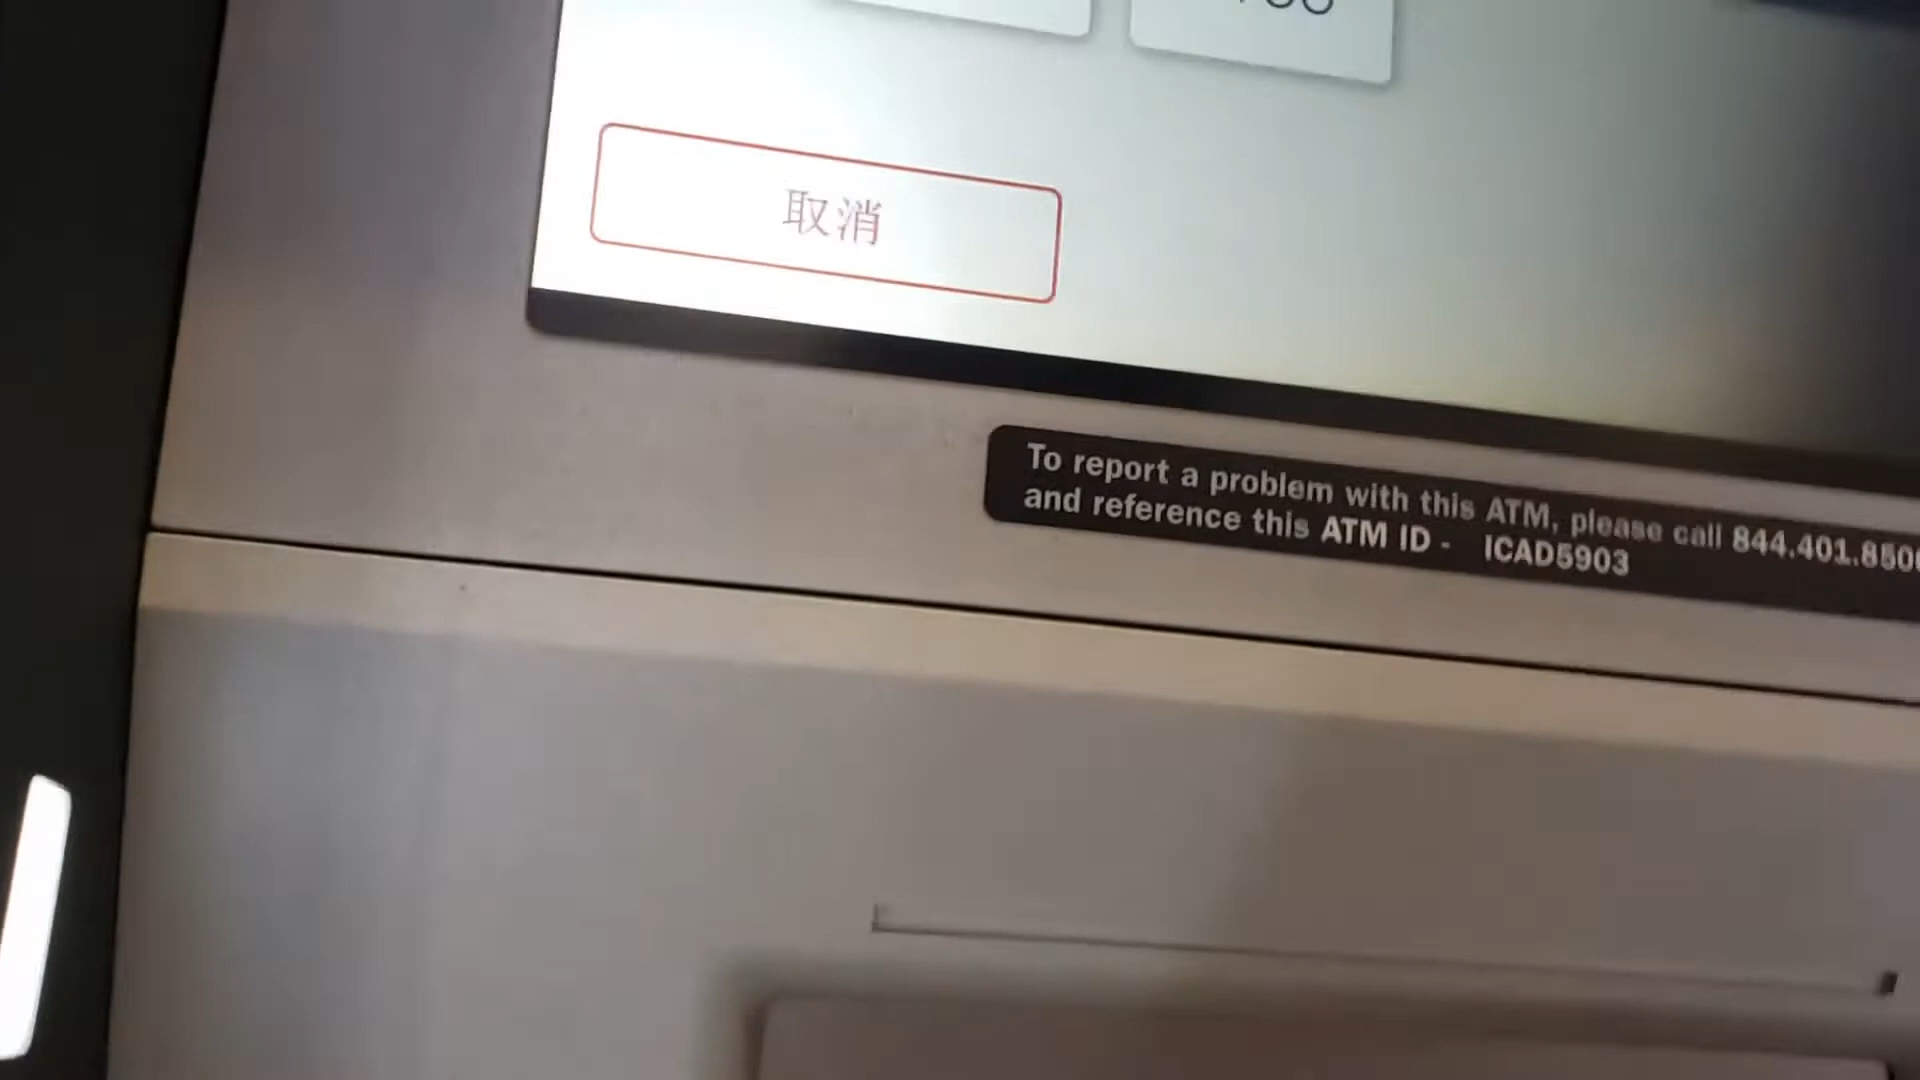 取消
To report a problem with this ATM, please call 844.401.850
and reference this ATM ID - ICAD5903